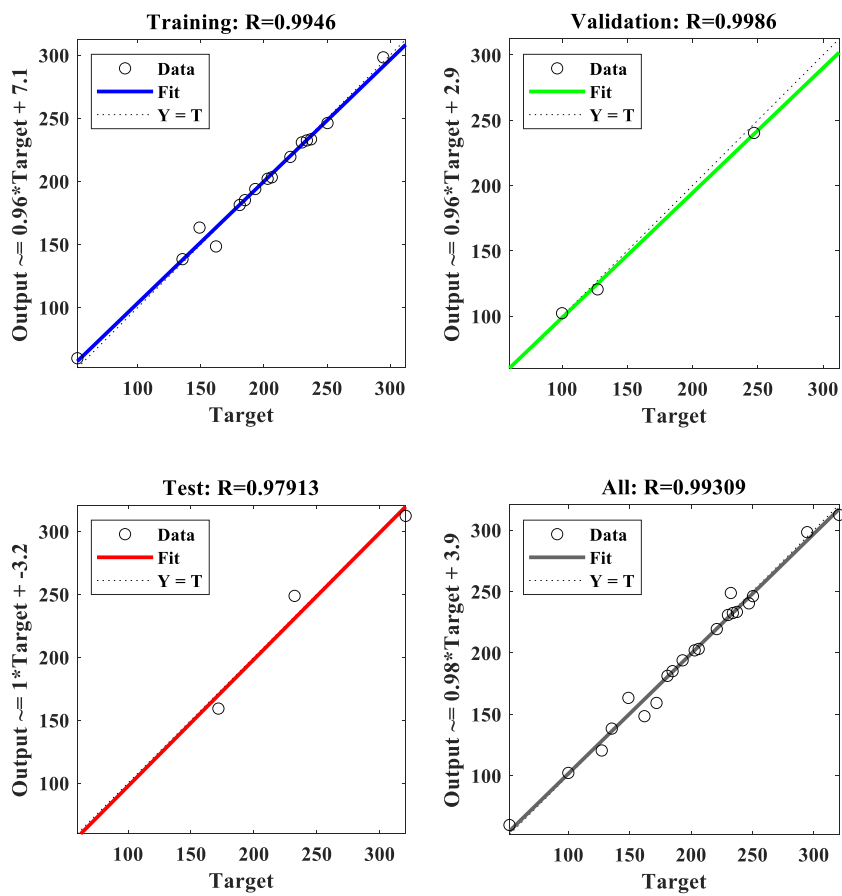 Training: R=0.9946
Output ~= 0.96*Target + 7.1
300
250
200
150
100
Data
Fit
Y = T
100 150 200 250 300
Target
Validation: R=0.9986
Output ~= 0.96*Target + 2.9
300
250
200
150
100
Data
Fit
Y = T
100 150 200 250 300
Target
Test: R=0.97913
Output ~= 1*Target + -3.2
300
250
200
150
100
Data
Fit
Y = T
100 150 200 250 300
Target
All: R=0.99309
Output ~= 0.98*Target + 3.9
300
250
200
150
100
Data
Fit
Y = T
100 150 200 250 300
Target